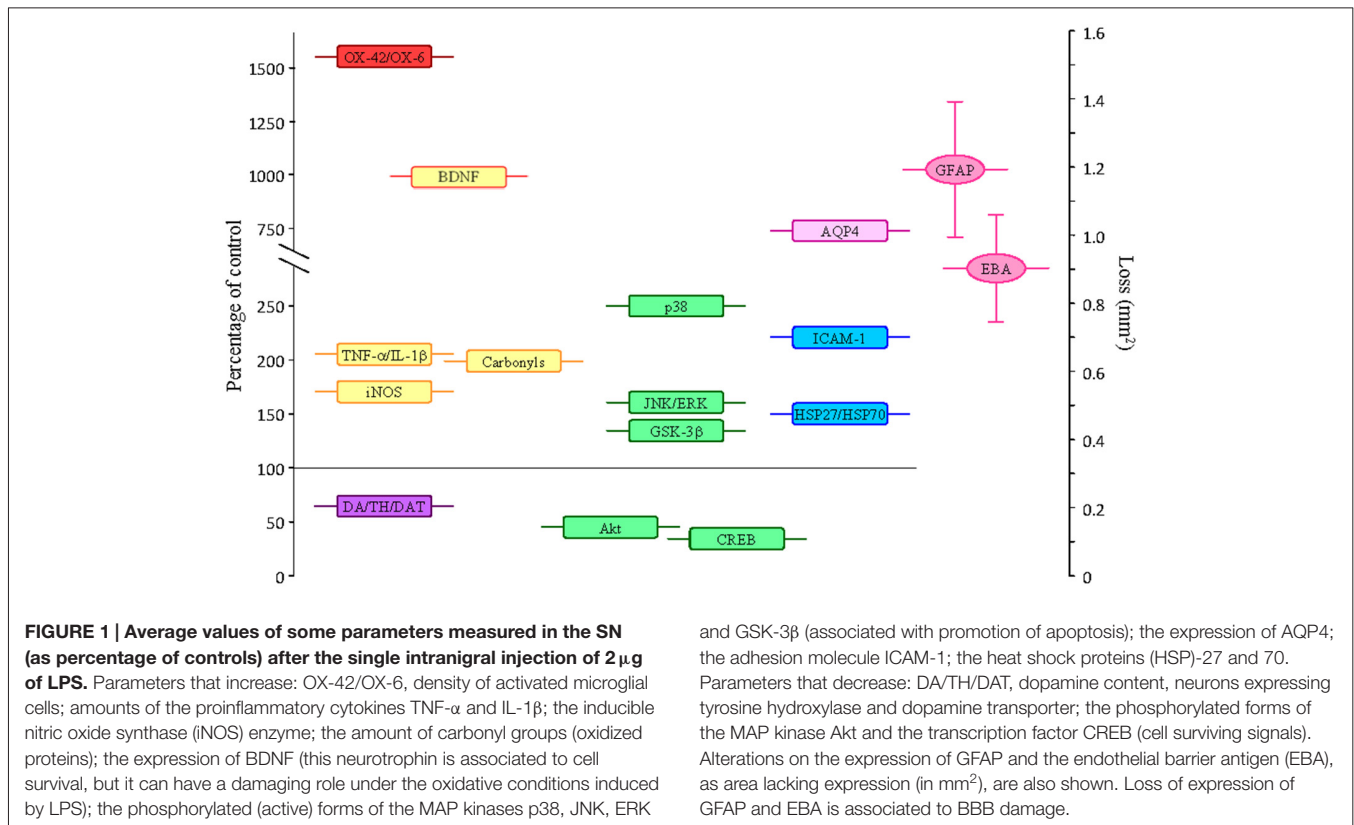 1500
1250
1000
750
250
200
150
100
50
0
Percentage of control
OX-42/OX-6
BDNF
AQP4
GFAP
EBA
p38
ICAM-1
TNF-α/IL-1β
Carbonyls
iNOS
JNK/ERK
HSP27/HSP70
GSK-3β
DA/TH/DAT
Akt
CREB
1.6
1.4
1.2
1.0
0.8
0.6
0.4
0.2
0
Loss (mm²)
FIGURE 1 | Average values of some parameters measured in the SN
(as percentage of controls) after the single intranigral injection of 2 μg
of LPS. Parameters that increase: OX-42/OX-6, density of activated microglial
cells; amounts of the proinflammatory cytokines TNF-α and IL-1β; the inducible
nitric oxide synthase (iNOS) enzyme; the amount of carbonyl groups (oxidized
proteins); the expression of BDNF (this neurotrophin is associated to cell
survival, but it can have a damaging role under the oxidative conditions induced
by LPS); the phosphorylated (active) forms of the MAP kinases p38, JNK, ERK
and GSK-3β (associated with promotion of apoptosis); the expression of AQP4;
the adhesion molecule ICAM-1; the heat shock proteins (HSP)-27 and 70.
Parameters that decrease: DA/TH/DAT, dopamine content, neurons expressing
tyrosine hydroxylase and dopamine transporter; the phosphorylated forms of
the MAP kinase Akt and the transcription factor CREB (cell surviving signals).
Alterations on the expression of GFAP and the endothelial barrier antigen (EBA),
as area lacking expression (in mm²), are also shown. Loss of expression of
GFAP and EBA is associated to BBB damage.